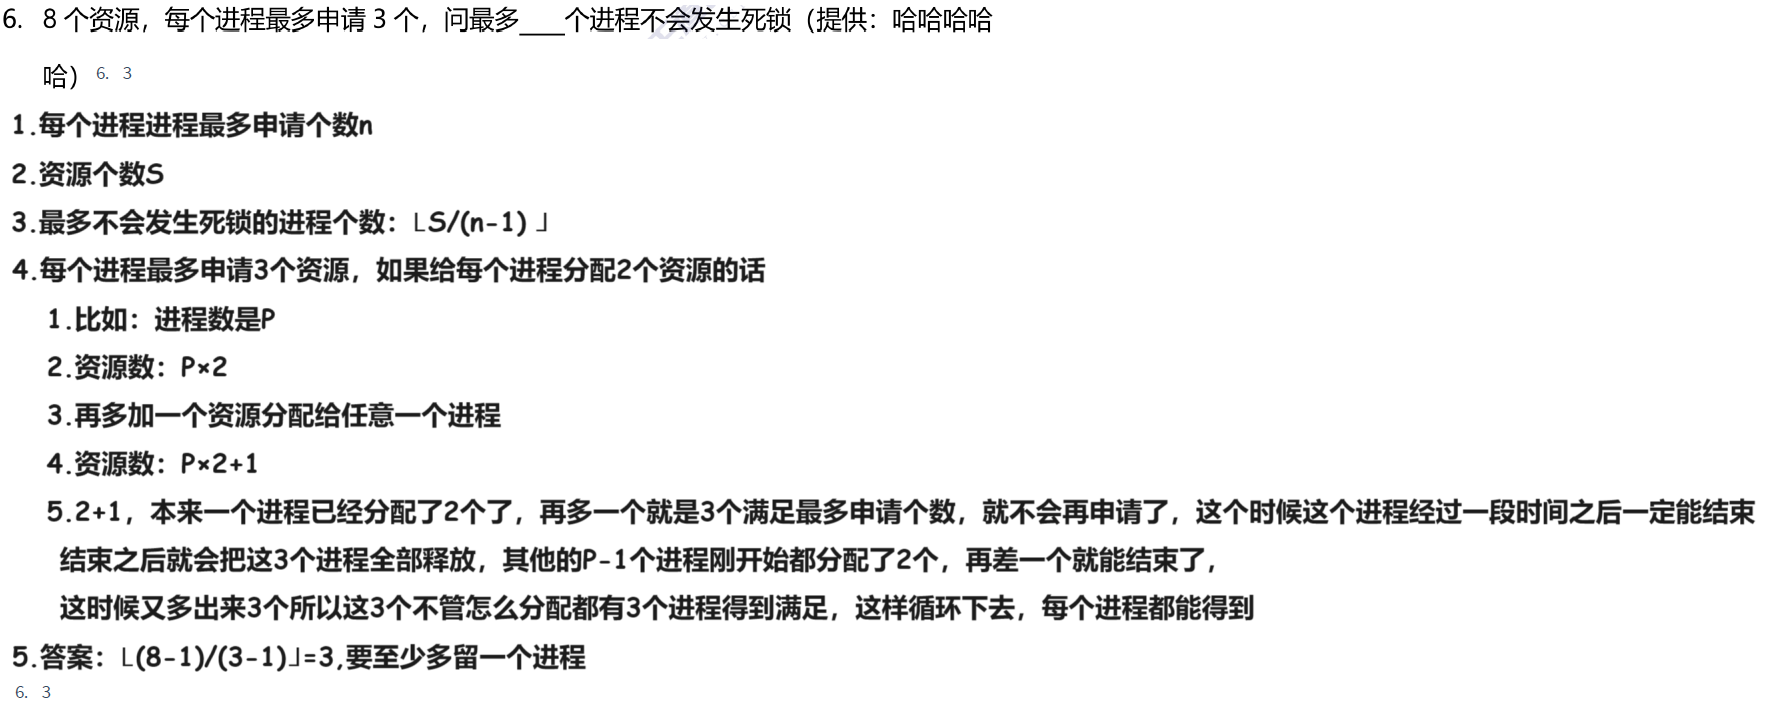 6. 8 个资源，每个进程最多申请 3 个，问最多____个进程不会发生死锁（提供：哈哈哈哈
哈） 6. 3
1.每个进程进程最多申请个数n
2.资源个数S
3.最多不会发生死锁的进程个数：⌊S/(n-1) ⌋
4.每个进程最多申请3个资源，如果给每个进程分配2个资源的话
1.比如：进程数是P
2.资源数：P×2
3.再多加一个资源分配给任意一个进程
4.资源数：P×2+1
5.2+1，本来一个进程已经分配了2个了，再多一个就是3个满足最多申请个数，就不会再申请了，这个时候这个进程经过一段时间之后一定能结束
结束之后就会把这3个进程全部释放，其他的P-1个进程刚开始都分配了2个，再差一个就能结束了，
这时候又多出来3个所以这3个不管怎么分配都有3个进程得到满足，这样循环下去，每个进程都能得到
5.答案：⌊(8-1)/(3-1)⌋=3,要至少多留一个进程
6. 3